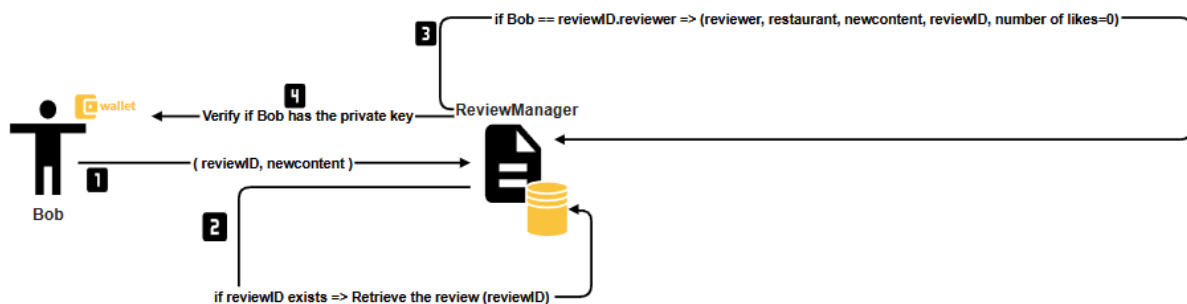 if Bob == reviewID.reviewer => (reviewer, restaurant, newcontent, reviewID, number of likes=0)
3
4
wallet
ReviewManager
Verify if Bob has the private key
( reviewID, newcontent )
1
Bob
2
if reviewID exists => Retrieve the review (reviewID)